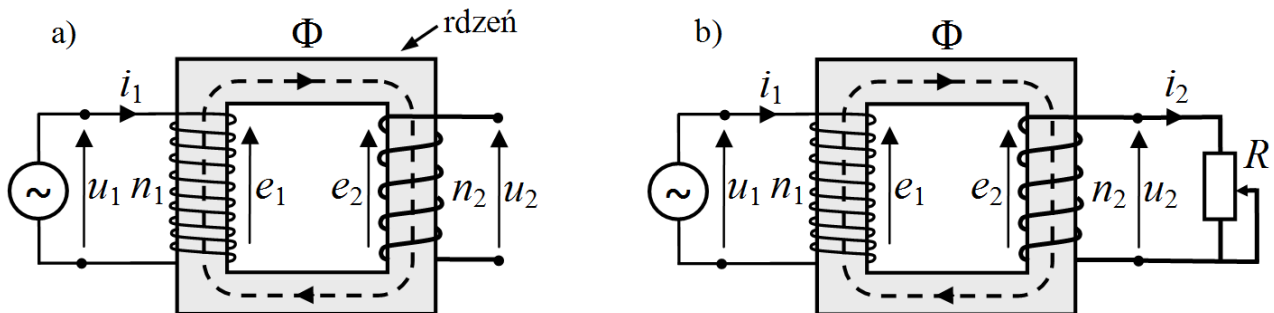 a)
Φ
rdzeń
i1
u1
n1
e1
e2
n2
u2
~
b)
Φ
i1
i2
u1
n1
e1
e2
n2
u2
R
~